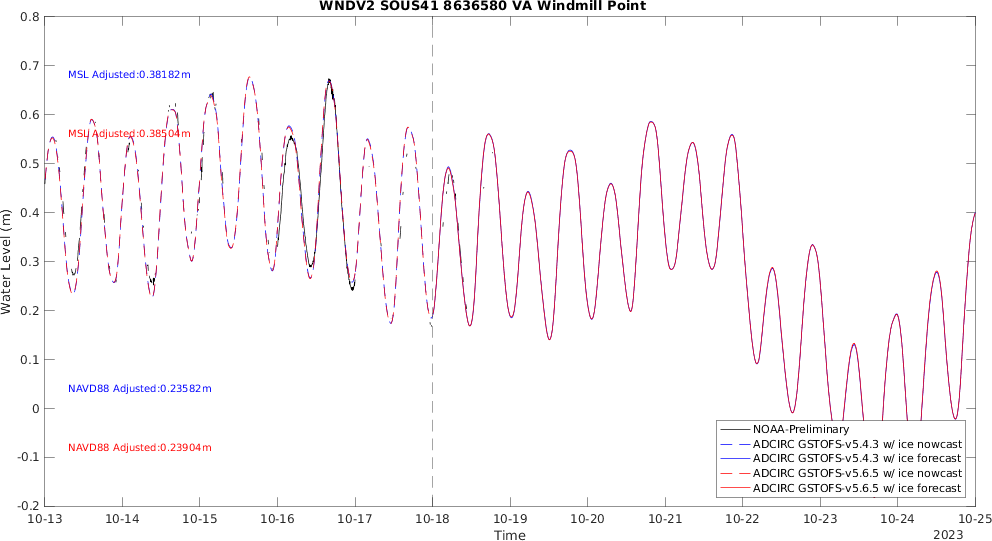 WNDV2 SOUS41 8636580 VA Windmill Point
0.8
0.7
0.6
0.5
0.4
0.3
0.2
0.1
0
-0.1
-0.2
Water Level (m)
MSL Adjusted:0.38182m
MSL Adjusted:0.38504m
NAVD88 Adjusted:0.23582m
NAVD88 Adjusted:0.23904m
NOAA-Preliminary
ADCIRC GSTOFS-v5.4.3 w/ ice nowcast
ADCIRC GSTOFS-v5.4.3 w/ ice forecast
ADCIRC GSTOFS-v5.6.5 w/ ice nowcast
ADCIRC GSTOFS-v5.6.5 w/ ice forecast
10-13 10-14 10-15 10-16 10-17 10-18 10-19 10-20 10-21 10-22 10-23 10-24 10-25
Time
2023